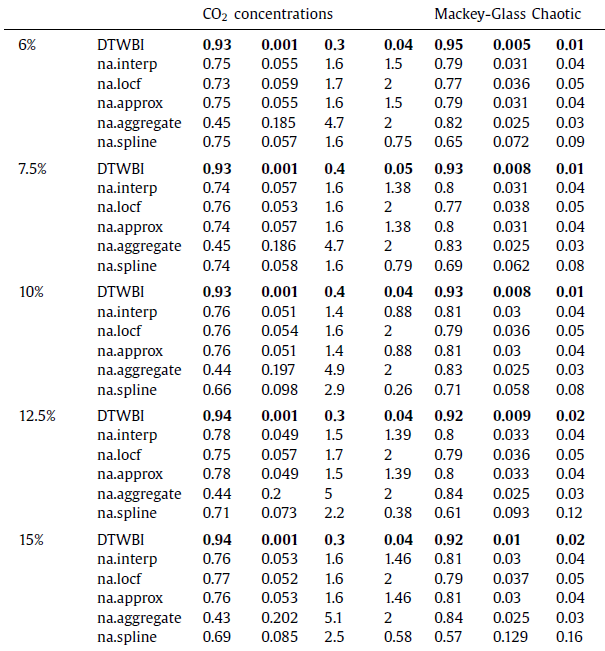 CO₂ concentrations Mackey-Glass Chaotic
6% DTWBI 0.93 0.001 0.3 0.04 0.95 0.005 0.01
na.interp 0.75 0.055 1.6 1.5 0.79 0.031 0.04
na.locf 0.73 0.059 1.7 2 0.77 0.036 0.05
na.approx 0.75 0.055 1.6 1.5 0.79 0.031 0.04
na.aggregate 0.45 0.185 4.7 2 0.82 0.025 0.03
na.spline 0.75 0.057 1.6 0.75 0.65 0.072 0.09
7.5% DTWBI 0.93 0.001 0.4 0.05 0.93 0.008 0.01
na.interp 0.74 0.057 1.6 1.38 0.8 0.031 0.04
na.locf 0.76 0.053 1.6 2 0.77 0.038 0.05
na.approx 0.74 0.057 1.6 1.38 0.8 0.031 0.04
na.aggregate 0.45 0.186 4.7 2 0.83 0.025 0.03
na.spline 0.74 0.058 1.6 0.79 0.69 0.062 0.08
10% DTWBI 0.93 0.001 0.4 0.04 0.93 0.008 0.01
na.interp 0.76 0.051 1.4 0.88 0.81 0.03 0.04
na.locf 0.76 0.054 1.6 2 0.79 0.036 0.05
na.approx 0.76 0.051 1.4 0.88 0.81 0.03 0.04
na.aggregate 0.44 0.197 4.9 2 0.83 0.025 0.03
na.spline 0.66 0.098 2.9 0.26 0.71 0.058 0.08
12.5% DTWBI 0.94 0.001 0.3 0.04 0.92 0.009 0.02
na.interp 0.78 0.049 1.5 1.39 0.8 0.033 0.04
na.locf 0.75 0.057 1.7 2 0.79 0.036 0.05
na.approx 0.78 0.049 1.5 1.39 0.8 0.033 0.04
na.aggregate 0.44 0.2 5 2 0.84 0.025 0.03
na.spline 0.71 0.073 2.2 0.38 0.61 0.093 0.12
15% DTWBI 0.94 0.001 0.3 0.04 0.92 0.01 0.02
na.interp 0.76 0.053 1.6 1.46 0.81 0.03 0.04
na.locf 0.77 0.052 1.6 2 0.79 0.037 0.05
na.approx 0.76 0.053 1.6 1.46 0.81 0.03 0.04
na.aggregate 0.43 0.202 5.1 2 0.84 0.025 0.03
na.spline 0.69 0.085 2.5 0.58 0.57 0.129 0.16